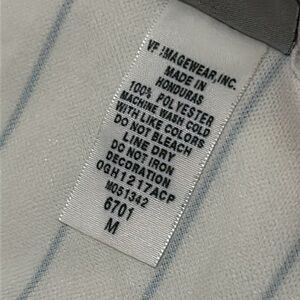 VF IMAGEWEAR, INC.
MADE IN
HONDURAS
100% POLYESTER
MACHINE WASH COLD
WITH LIKE COLORS
DO NOT BLEACH
LINE DRY
DO NOT IRON
DECORATION
OGH1217ACP
M051342
6701
M